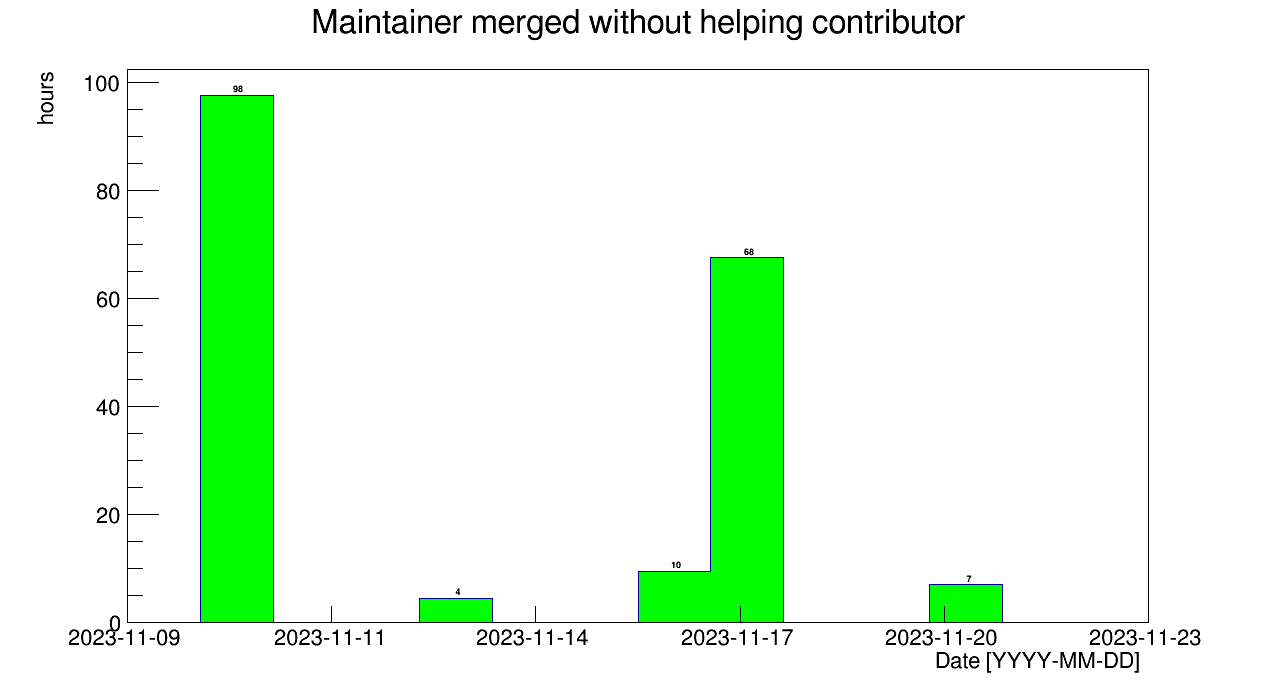 Maintainer merged without helping contributor
hours
100
80
60
40
20
0
98
4
10
68
7
2023-11-09 2023-11-11 2023-11-14 2023-11-17 2023-11-20 2023-11-23
Date [YYYY-MM-DD]